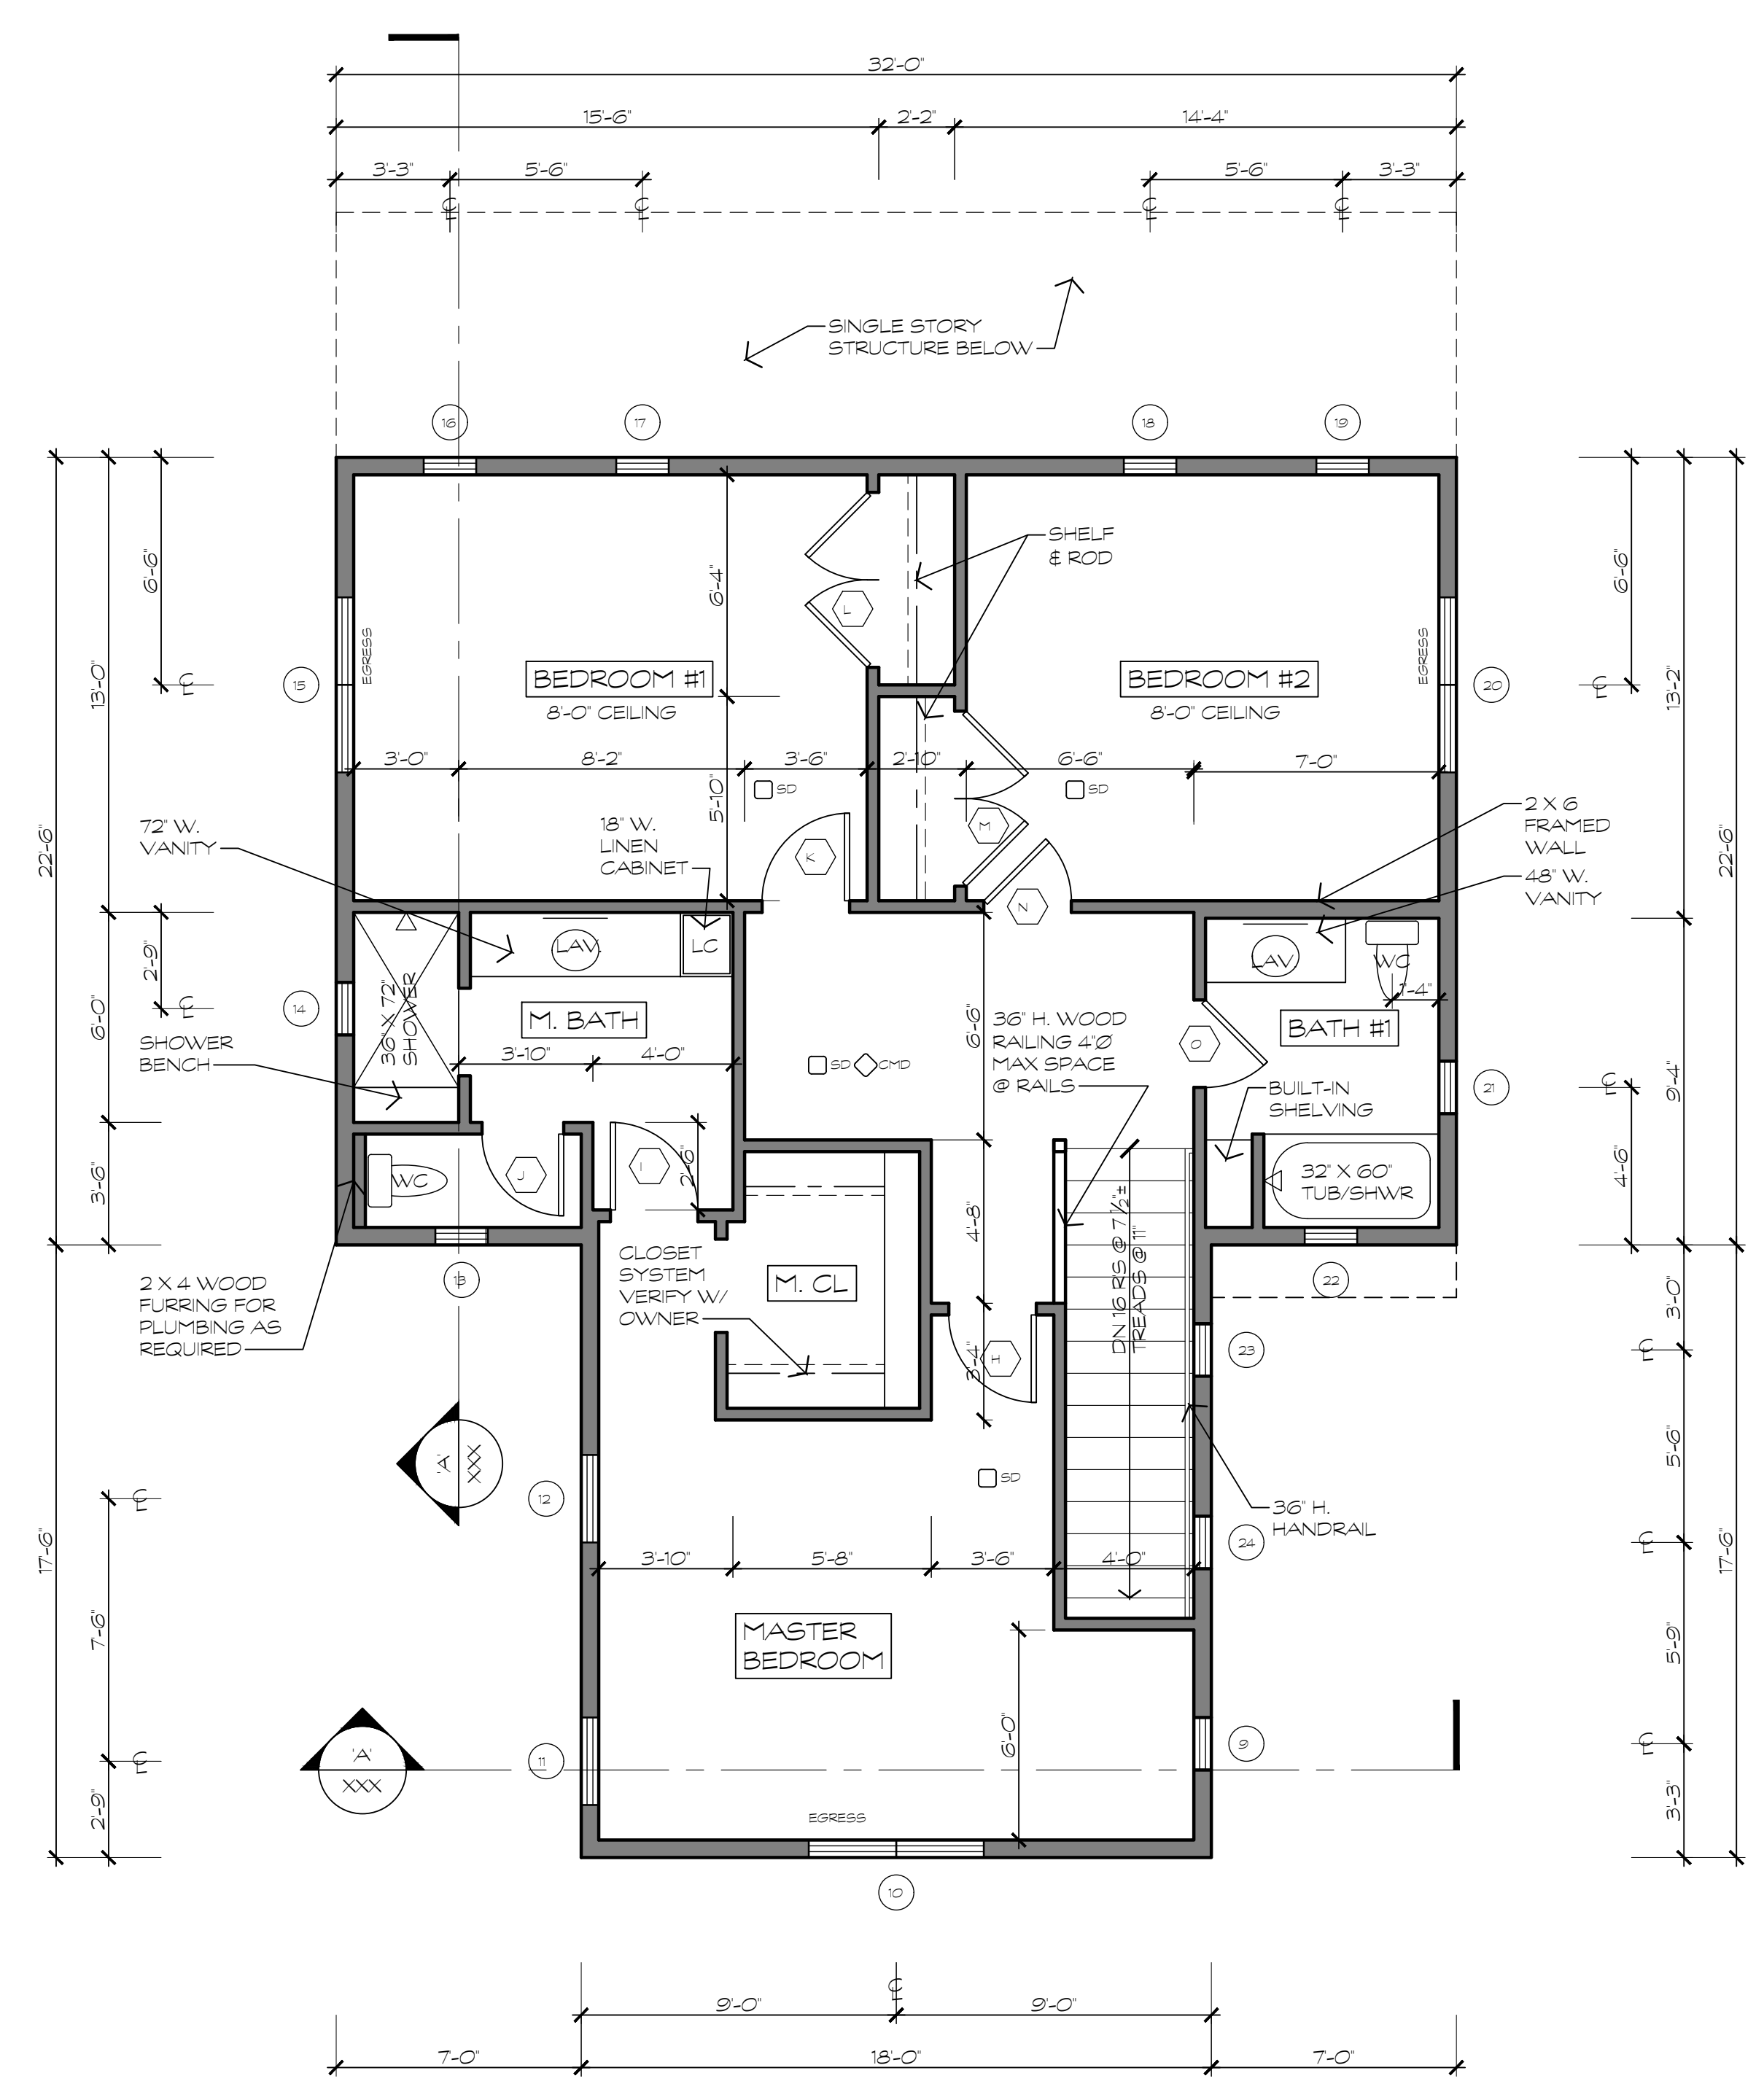 32'-0"
15'-6" 2'-2" 14'-4"
3'-3" 5'-6" 5'-6" 3'-3"
℄ ℄ ℄ ℄
SINGLE STORY
STRUCTURE BELOW
16 17 18 19
SHELF
& ROD
6'-6"
6'-4"
6'-6"
L
EGRESS
EGRESS
13'-0"
15
℄
BEDROOM #1
8'-0" CEILING
BEDROOM #2
8'-0" CEILING
20
℄
13'-2"
3'-0" 8'-2" 3'-6" 2'-10" 6'-6" 7'-0"
5'-10"
SD
SD
2 X 6
FRAMED
WALL
48" W.
VANITY
72" W.
VANITY
18" W.
LINEN
CABINET
22'-6"
22'-6"
K
M
N
LAV.
LC
LAV
WC
1'-4"
2'-9"
6'-0"
℄
14
36" X 72"
SHOWER
M. BATH
6'-6"
36" H. WOOD
RAILING 4"Ø
MAX SPACE
@ RAILS
O
BATH #1
SHOWER
BENCH
3'-10" 4'-0"
SD
CMD
BUILT-IN
SHELVING
21
℄
9'-4"
4'-6"
3'-6"
WC
J
I
2'-6"
32" X 60"
TUB/SHWR
13
22
CLOSET
SYSTEM
VERIFY W/
OWNER
M. CL
4'-8"
DN 16 RS @ 7 ½"±
TREADS @ 11"
2 X 4 WOOD
FURRING FOR
PLUMBING AS
REQUIRED
3'-4"
H
23
℄
3'-0"
'A'
XXX
12
℄
SD
36" H.
HANDRAIL
24
℄
5'-6"
17'-6"
17'-6"
3'-10" 5'-8" 3'-6" 4'-0"
7'-6"
MASTER
BEDROOM
5'-9"
6'-0"
'A'
XXX
11
℄
9
℄
2'-9"
EGRESS
3'-3"
10
℄
9'-0" 9'-0"
7'-0" 18'-0" 7'-0"